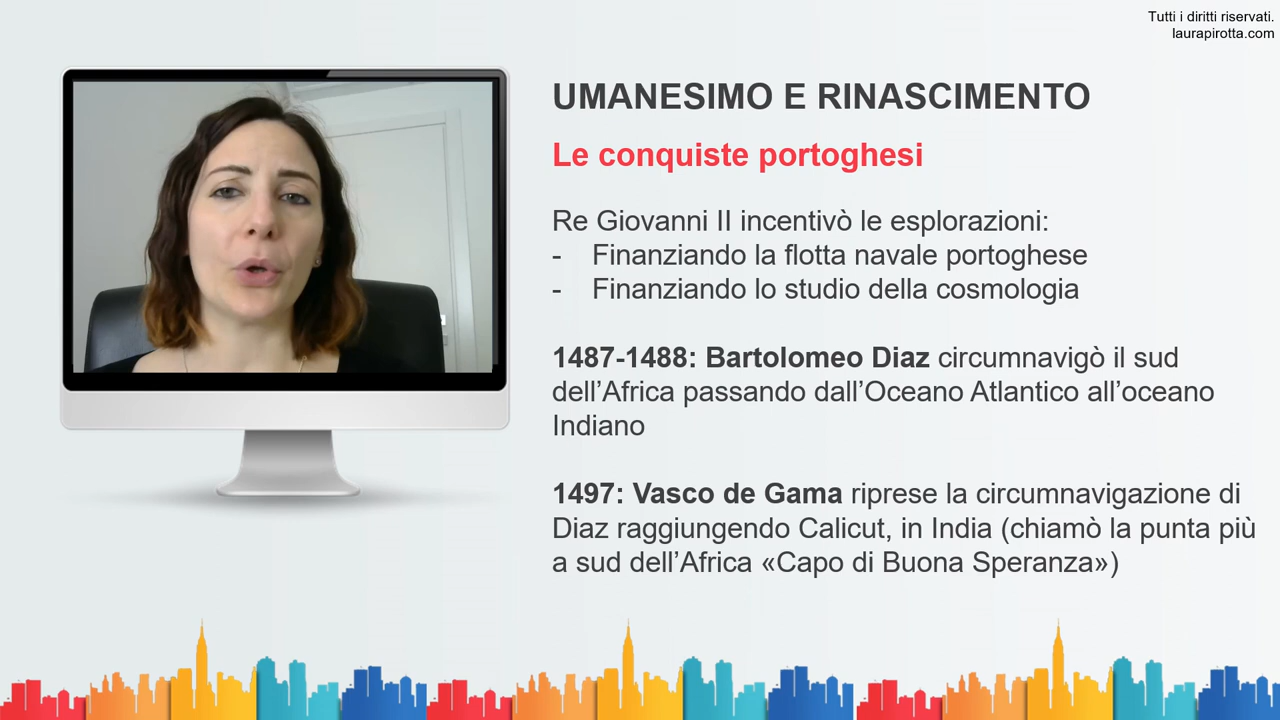 Tutti i diritti riservati.
laurapirotta.com
UMANESIMO E RINASCIMENTO
Le conquiste portoghesi
Re Giovanni II incentivò le esplorazioni:
- Finanziando la flotta navale portoghese
- Finanziando lo studio della cosmologia
1487-1488: Bartolomeo Diaz circumnavigò il sud
dell’Africa passando dall’Oceano Atlantico all’oceano
Indiano
1497: Vasco de Gama riprese la circumnavigazione di
Diaz raggiungendo Calicut, in India (chiamò la punta più
a sud dell’Africa «Capo di Buona Speranza»)